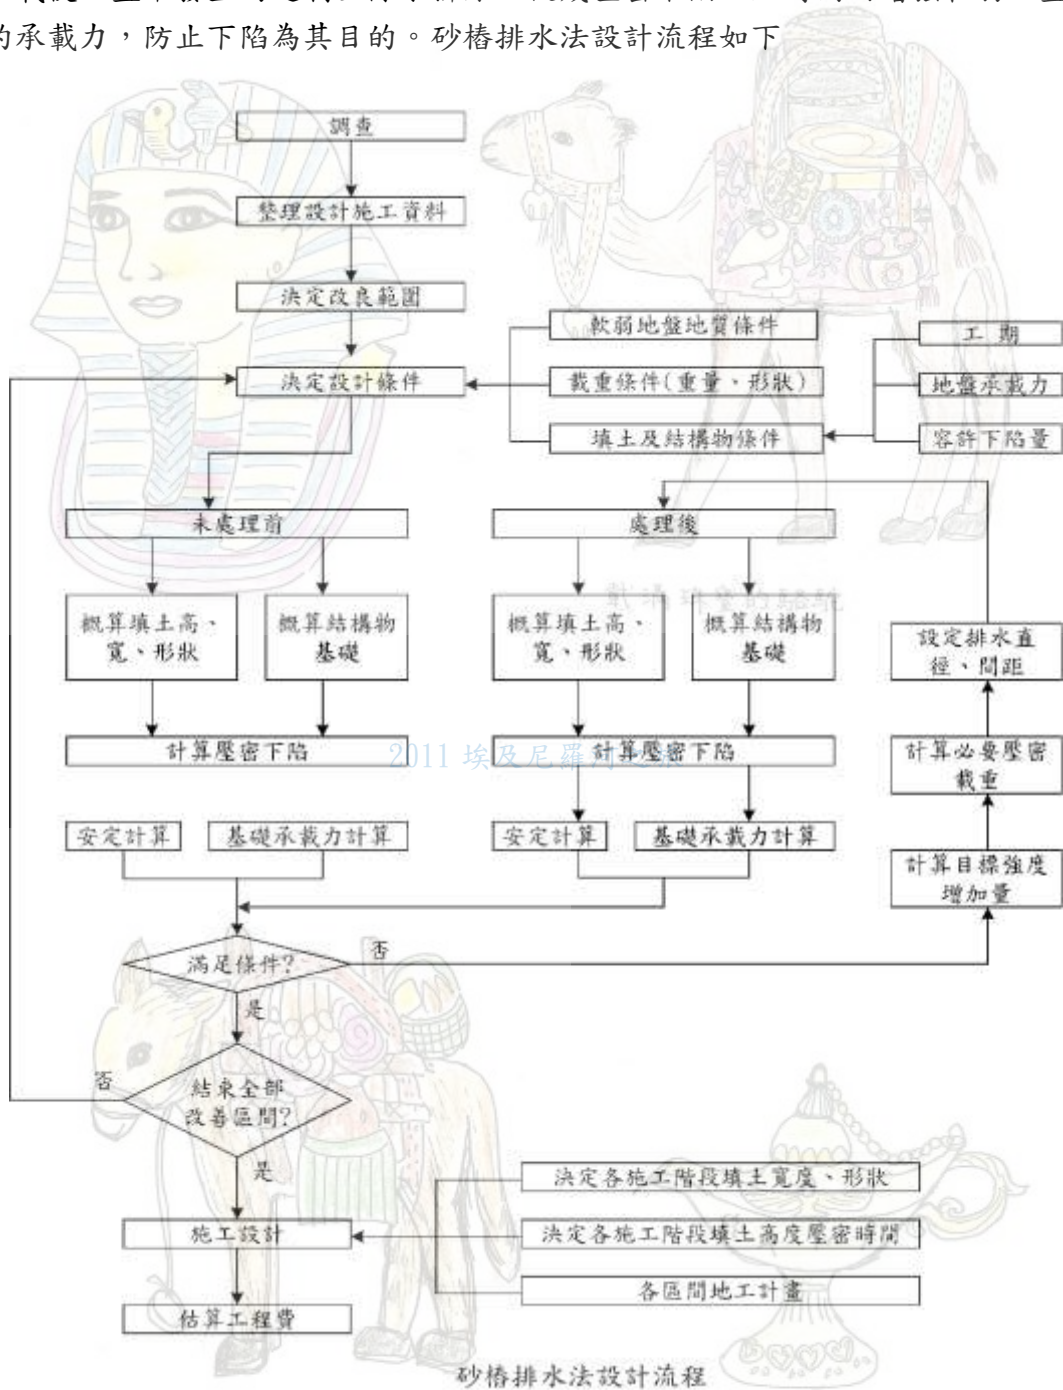 的承載力，防止下陷為其目的。砂樁排水法設計流程如下
調查
整理設計施工資料
決定改良範圍
決定設計條件
軟弱地盤地質條件
載重條件(重量、形狀)
填土及結構物條件
工 期
地盤承載力
容許下陷量
未處理前
處理後
概算填土高、
寬、形狀
概算結構物
基礎
概算填土高、
寬、形狀
概算結構物
基礎
設定排水直
徑、間距
計算壓密下陷
2011 埃及尼羅河之旅
計算壓密下陷
計算必要壓密
載重
安定計算
基礎承載力計算
安定計算
基礎承載力計算
計算目標強度
增加量
滿足條件?
否
是
結束全部
改善區間?
否
是
施工設計
決定各施工階段填土寬度、形狀
決定各施工階段填土高度壓密時間
各區間地工計畫
估算工程費
砂樁排水法設計流程